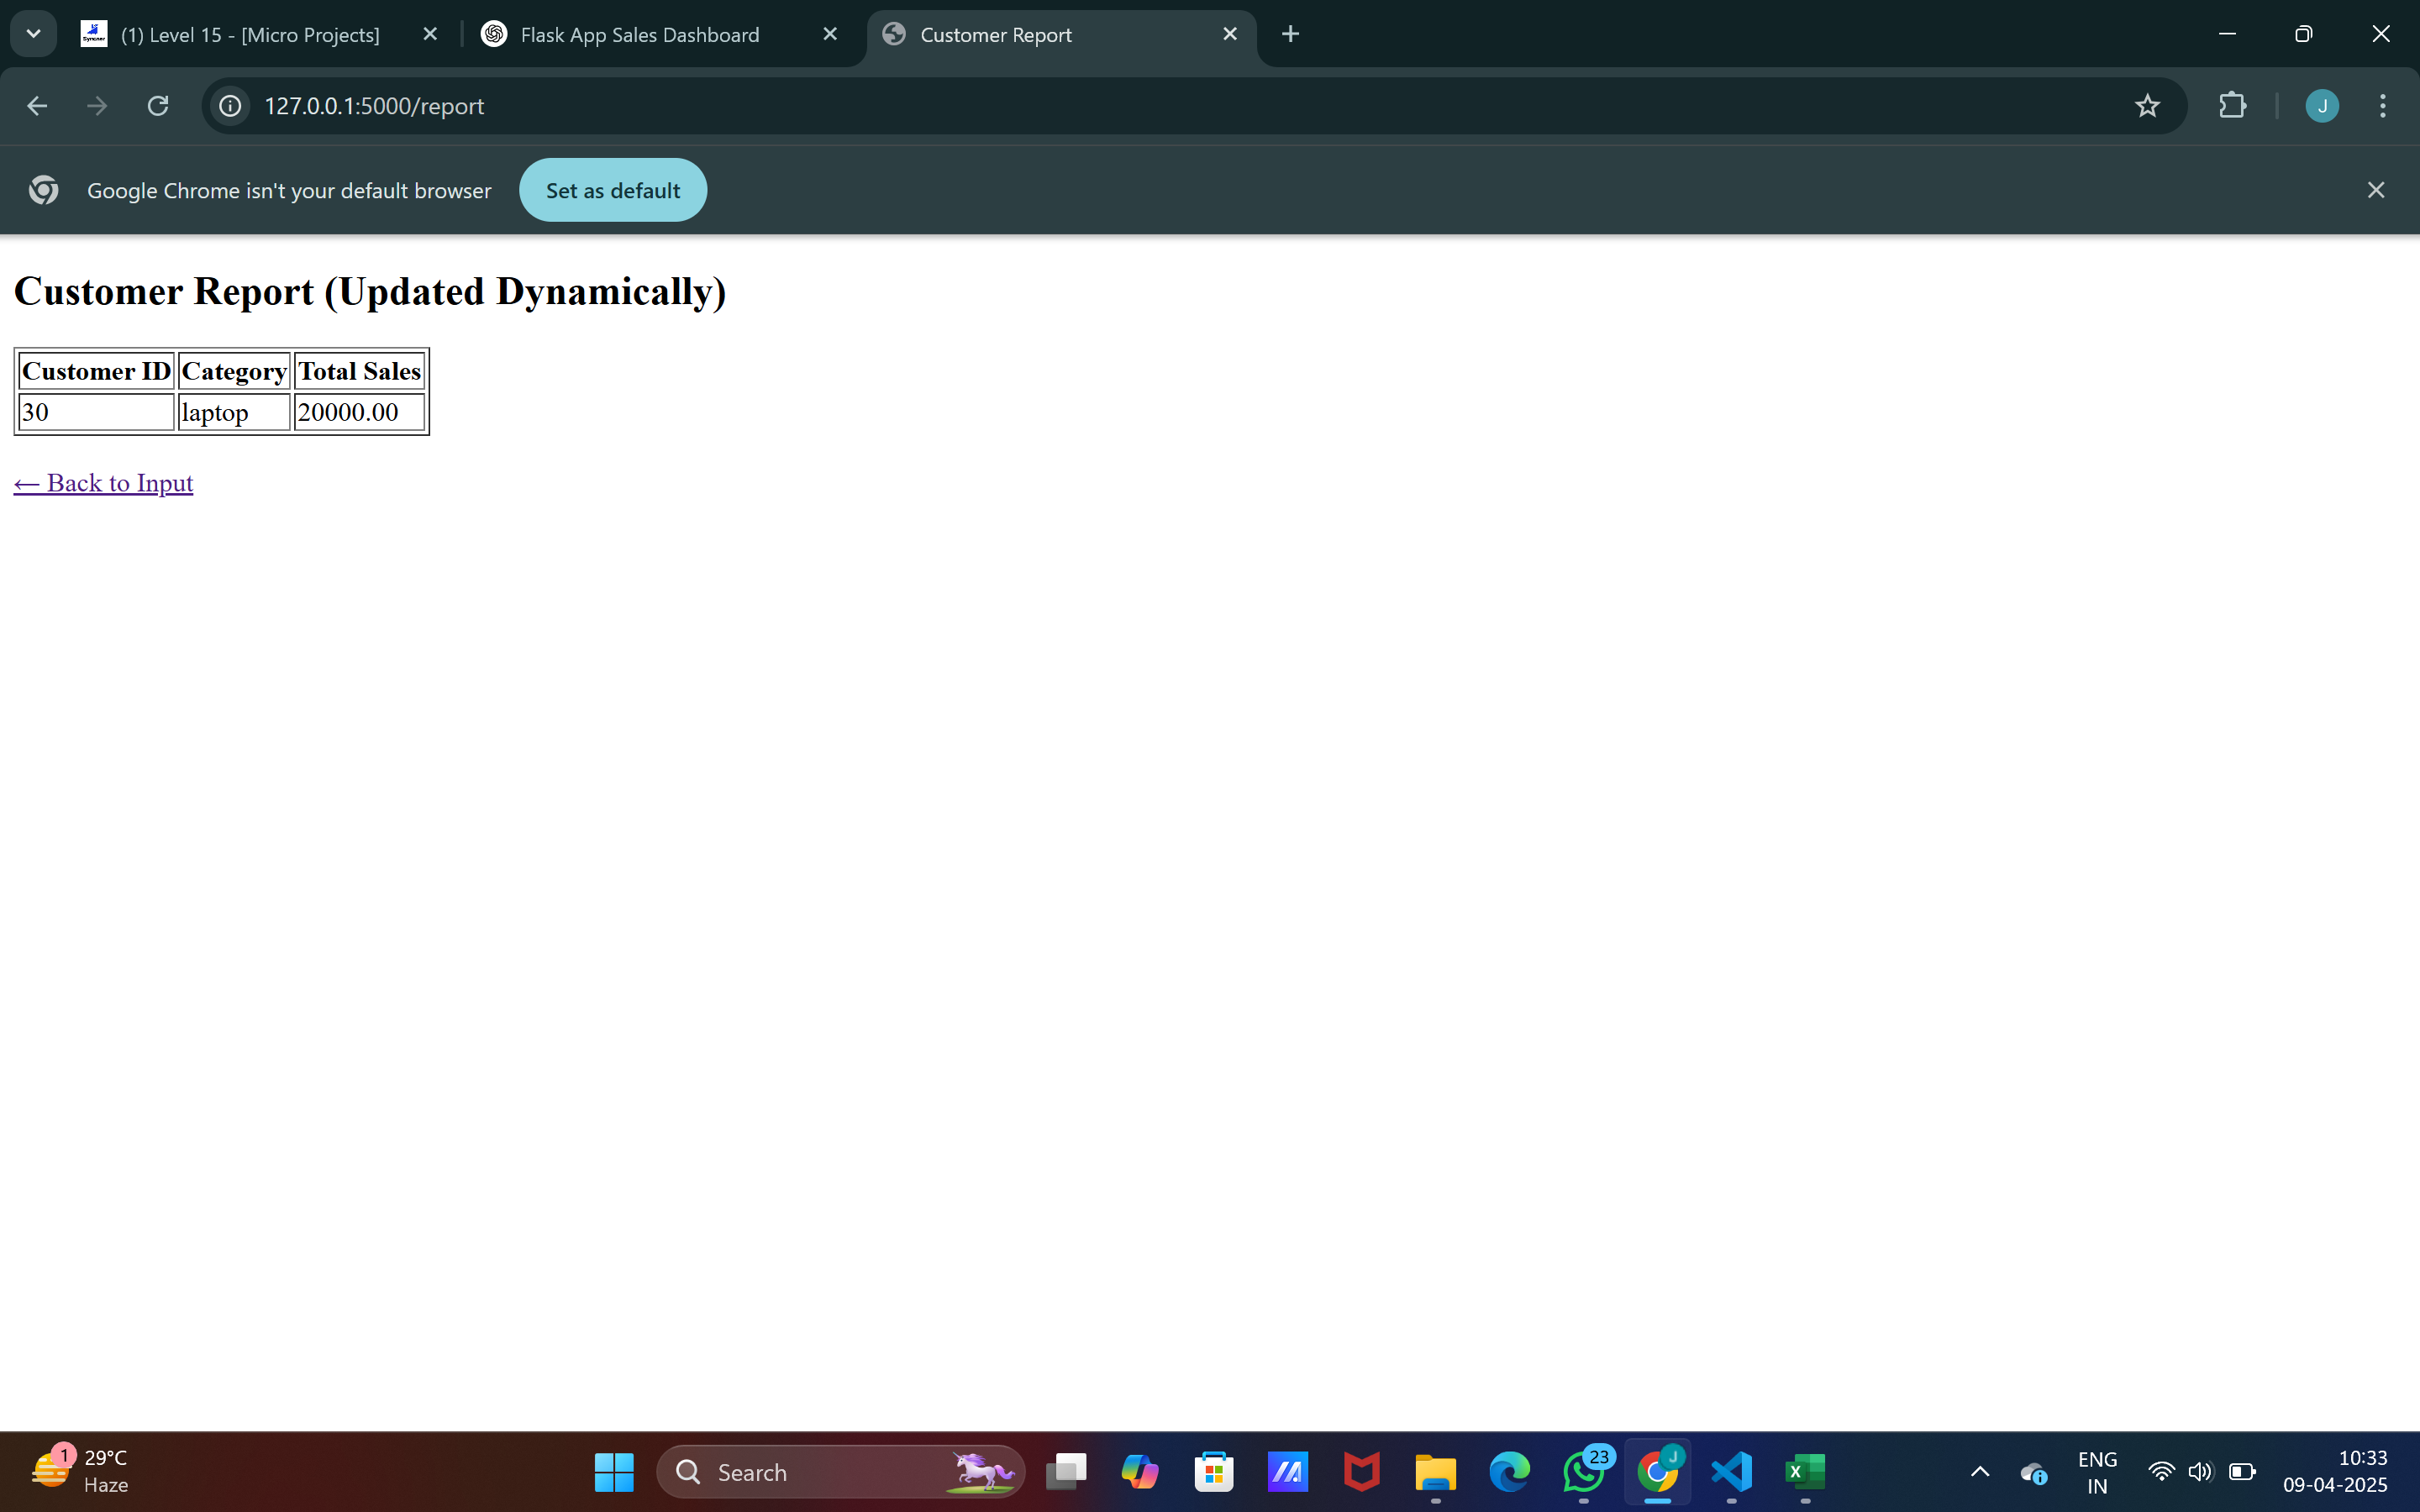 (1) Level 15 - [Micro Projects]
Flask App Sales Dashboard
Customer Report
127.0.0.1:5000/report
J
Google Chrome isn't your default browser
Set as default
Customer Report (Updated Dynamically)
Customer ID Category Total Sales
30 laptop 20000.00
← Back to Input
1
29°C
Haze
Search
23
J
ENG
IN
10:33
09-04-2025